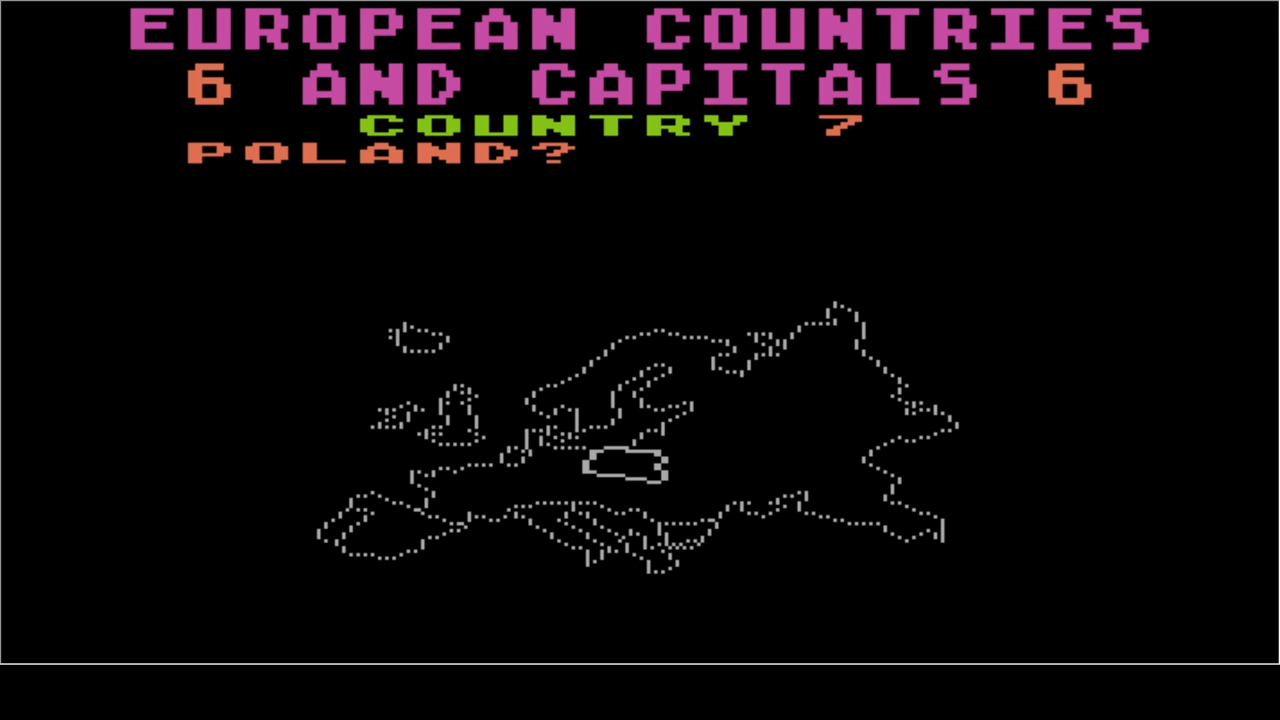 EUROPEAN COUNTRIES
6 AND CAPITALS 6
COUNTRY 7
POLAND?